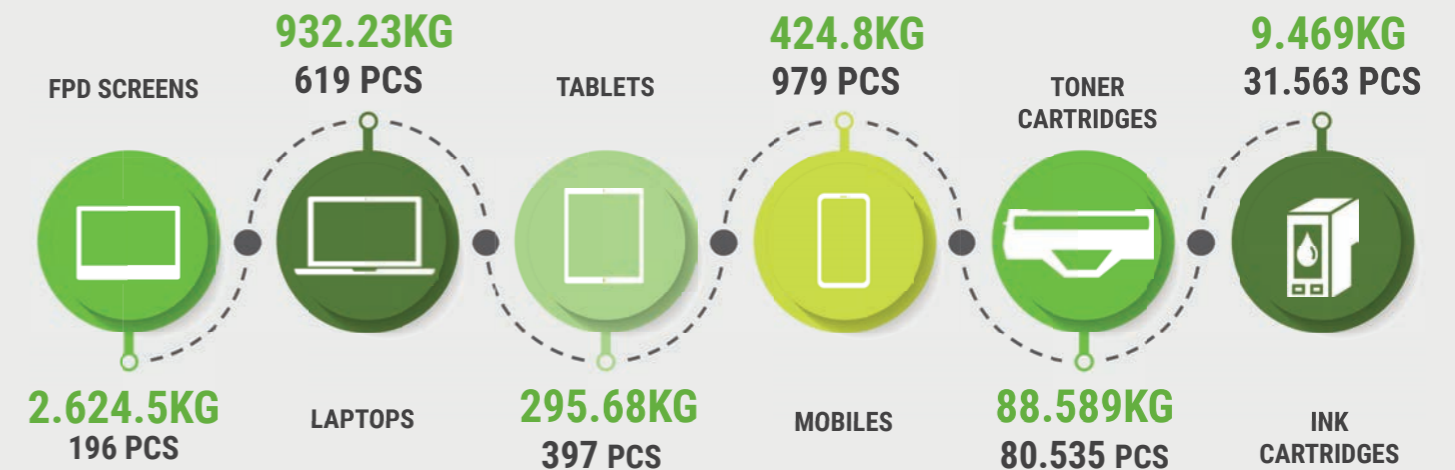 FPD SCREENS
2.624.5KG
196 PCS
932.23KG
619 PCS
LAPTOPS
TABLETS
295.68KG
397 PCS
424.8KG
979 PCS
MOBILES
TONER
CARTRIDGES
88.589KG
80.535 PCS
9.469KG
31.563 PCS
INK
CARTRIDGES